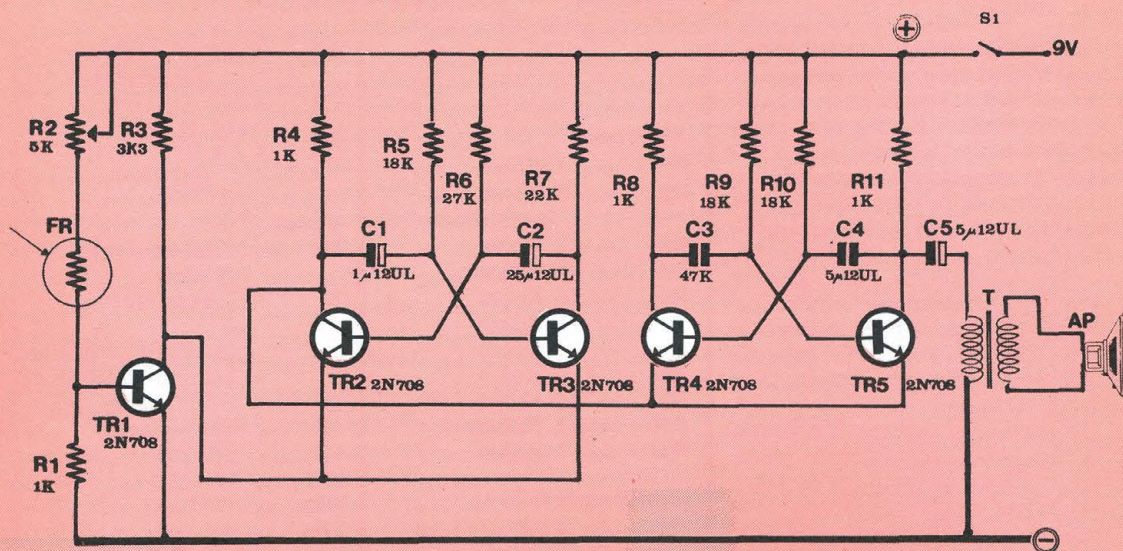 S1
+
9V
R2
5K
R3
3K3
R4
1K
R5
18K
R6
27K
R7
22K
R8
1K
R9
18K
R10
18K
R11
1K
FR
C1
1µ12UL
C2
25µ12UL
C3
47K
C4
5µ12UL
C5 5µ12UL
T
AP
TR2 2N708
TR3 2N708
TR4 2N708
TR5 2N708
TR1
2N708
R1
1K
−